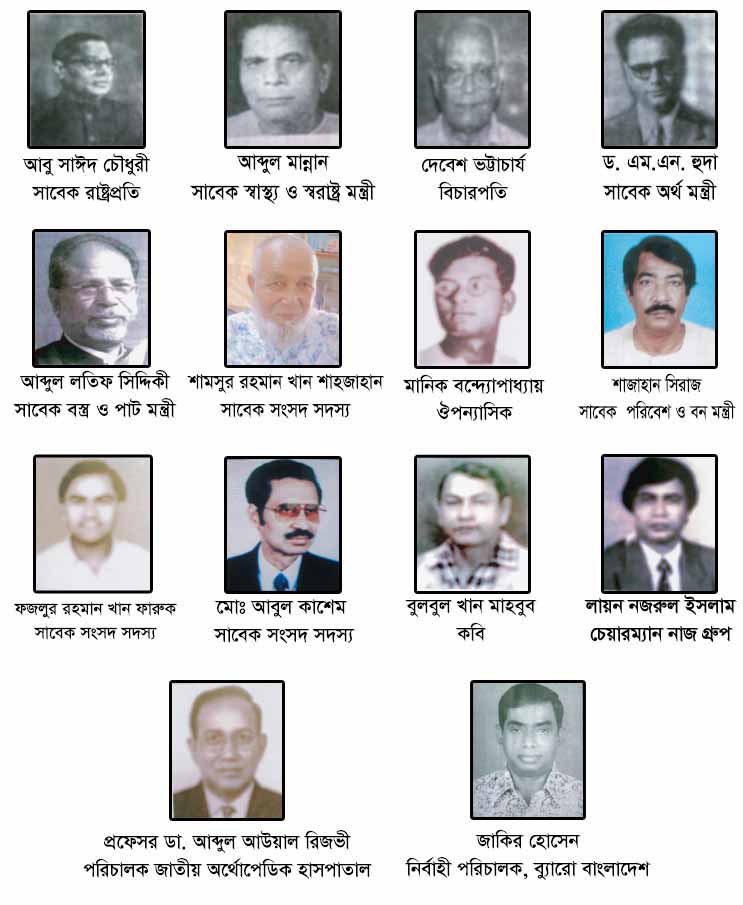 আবু সাঈদ চৌধুরী
সাবেক রাষ্ট্রপ্রতি
আব্দুল মান্নান
সাবেক স্বাস্থ্য ও স্বরাষ্ট্র মন্ত্রী
দেবেশ ভট্টাচার্য
বিচারপতি
ড. এম.এন. হুদা
সাবেক অর্থ মন্ত্রী
আব্দুল লতিফ সিদ্দিকী
সাবেক বস্ত্র ও পাট মন্ত্রী
শামসুর রহমান খান শাহজাহান
সাবেক সংসদ সদস্য
মানিক বন্দ্যোপাধ্যায়
ঔপন্যাসিক
শাজাহান সিরাজ
সাবেক পরিবেশ ও বন মন্ত্রী
ফজলুর রহমান খান ফারুক
সাবেক সংসদ সদস্য
মোঃ আবুল কাশেম
সাবেক সংসদ সদস্য
বুলবুল খান মাহবুব
কবি
লায়ন নজরুল ইসলাম
চেয়ারম্যান নাজ গ্রুপ
প্রফেসর ডা. আব্দুল আউয়াল রিজভী
পরিচালক জাতীয় অর্থোপেডিক হাসপাতাল
জাকির হোসেন
নির্বাহী পরিচালক, ব্যুারো বাংলাদেশ